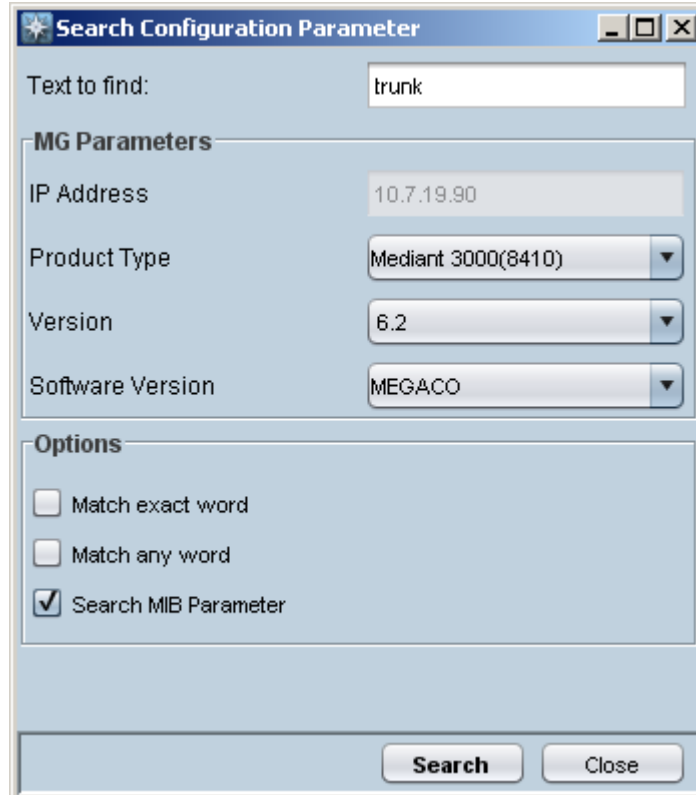 Search Configuration Parameter
Text to find: trunk
MG Parameters
IP Address 10.7.19.90
Product Type Mediant 3000(8410)
Version 6.2
Software Version MEGACO
Options
Match exact word
Match any word
Search MIB Parameter
Search Close